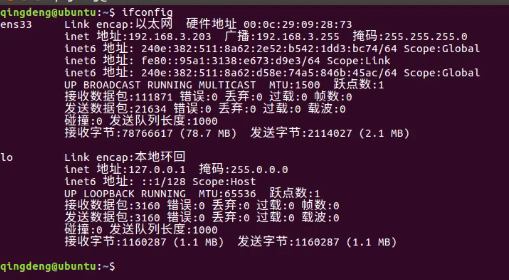 qingdeng@ubuntu:~$ ifconfig
ens33 Link encap:以太网 硬件地址 00:0c:29:09:28:73
inet 地址:192.168.3.203 广播:192.168.3.255 掩码:255.255.255.0
inet6 地址: 240e:382:511:8a62:2e52:b542:1dd3:bc74/64 Scope:Global
inet6 地址: fe80::95a1:3138:e673:d9e3/64 Scope:Link
inet6 地址: 240e:382:511:8a62:d58e:74a5:846b:45ac/64 Scope:Global
UP BROADCAST RUNNING MULTICAST MTU:1500 跃点数:1
接收数据包:111871 错误:0 丢弃:0 过载:0 帧数:0
发送数据包:21634 错误:0 丢弃:0 过载:0 载波:0
碰撞:0 发送队列长度:1000
接收字节:78766617 (78.7 MB) 发送字节:2114027 (2.1 MB)
lo Link encap:本地环回
inet 地址:127.0.0.1 掩码:255.0.0.0
inet6 地址: ::1/128 Scope:Host
UP LOOPBACK RUNNING MTU:65536 跃点数:1
接收数据包:3160 错误:0 丢弃:0 过载:0 帧数:0
发送数据包:3160 错误:0 丢弃:0 过载:0 载波:0
碰撞:0 发送队列长度:1000
接收字节:1160287 (1.1 MB) 发送字节:1160287 (1.1 MB)
qingdeng@ubuntu:~$